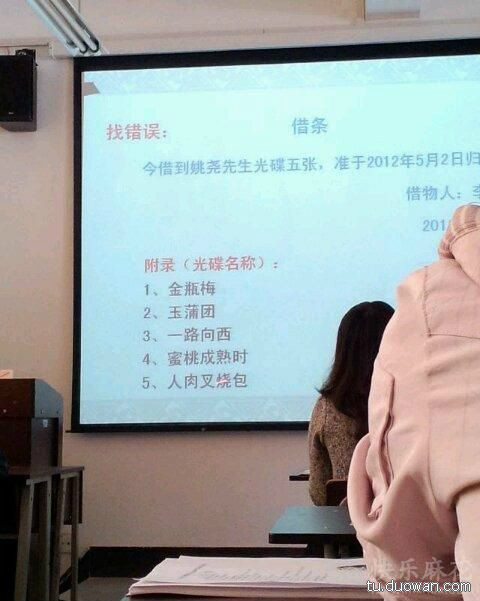 找错误:
借条
今借到姚尧先生光碟五张，准于2012年5月2日归
借物人：李
201
附录（光碟名称）:
1、金瓶梅
2、玉蒲团
3、一路向西
4、蜜桃成熟时
5、人肉叉烧包
快乐麻花
tu.duowan.com